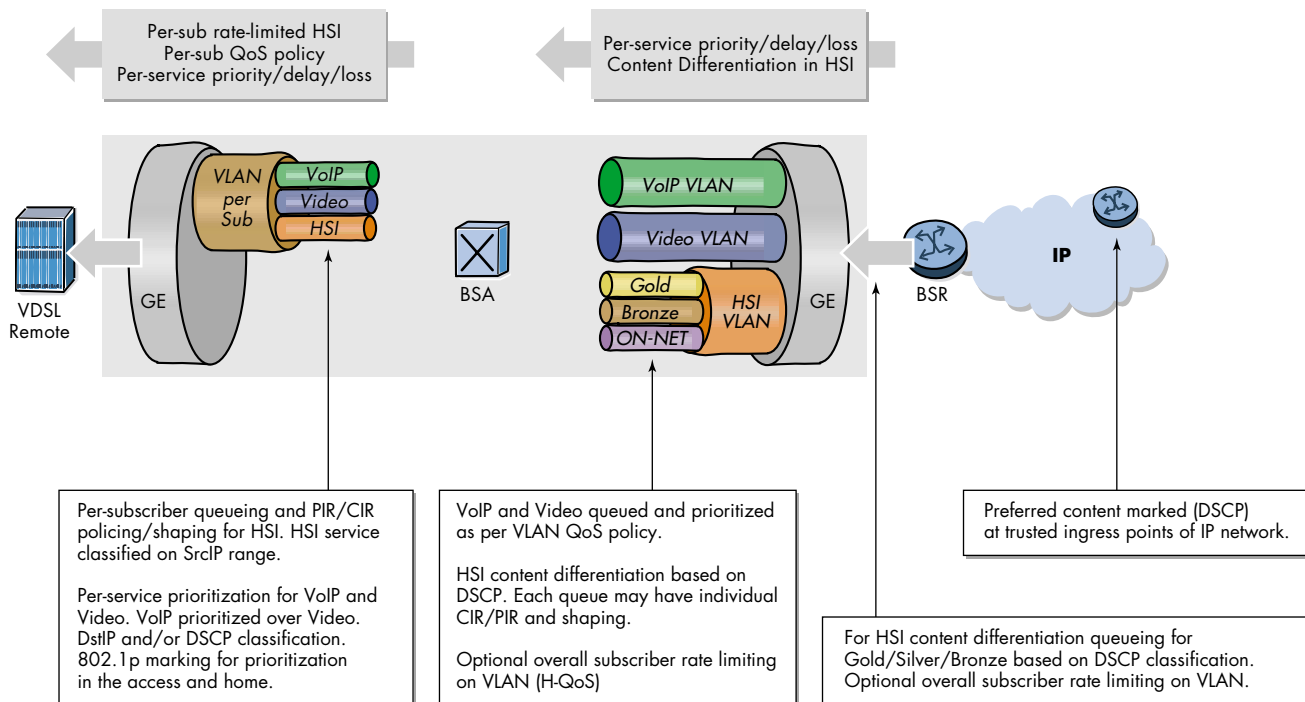 Per-sub rate-limited HSI
Per-sub QoS policy
Per-service priority/delay/loss
Per-service priority/delay/loss
Content Differentiation in HSI
VLAN
per
Sub
VoIP
Video
HSI
GE
VDSL
Remote
BSA
VoIP VLAN
Video VLAN
Gold
Bronze
ON-NET
HSI
VLAN
GE
BSR
IP
Per-subscriber queueing and PIR/CIR
policing/shaping for HSI. HSI service
classified on SrcIP range.
Per-service prioritization for VoIP and
Video. VoIP prioritized over Video.
DstIP and/or DSCP classification.
802.1p marking for prioritization
in the access and home.
VoIP and Video queued and prioritized
as per VLAN QoS policy.
HSI content differentiation based on
DSCP. Each queue may have individual
CIR/PIR and shaping.
Optional overall subscriber rate limiting
on VLAN (H-QoS)
Preferred content marked (DSCP)
at trusted ingress points of IP network.
For HSI content differentiation queueing for
Gold/Silver/Bronze based on DSCP classification.
Optional overall subscriber rate limiting on VLAN.